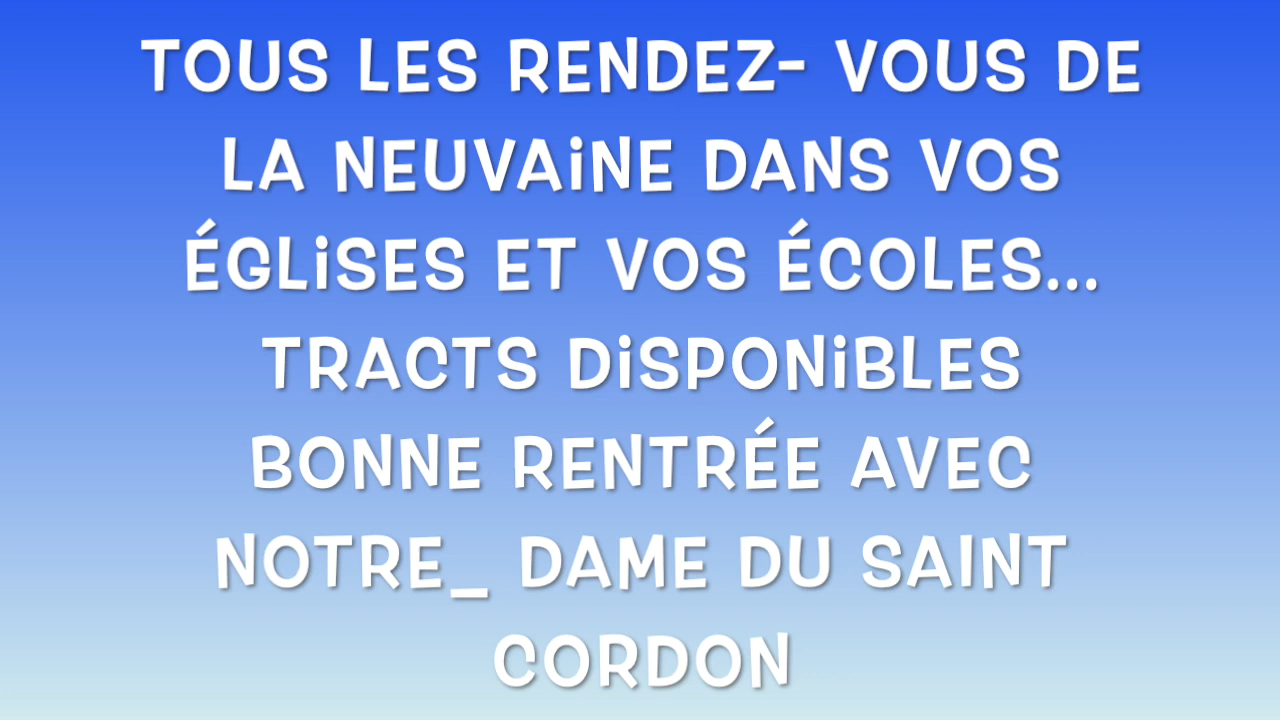 TOUS LES RENDEZ- VOUS DE
LA NEUVAiNE DANS VOS
ÉGLiSES ET VOS ÉCOLES...
TRACTS DiSPONiBLES
BONNE RENTRÉE AVEC
NOTRE_ DAME DU SAINT
CORDON